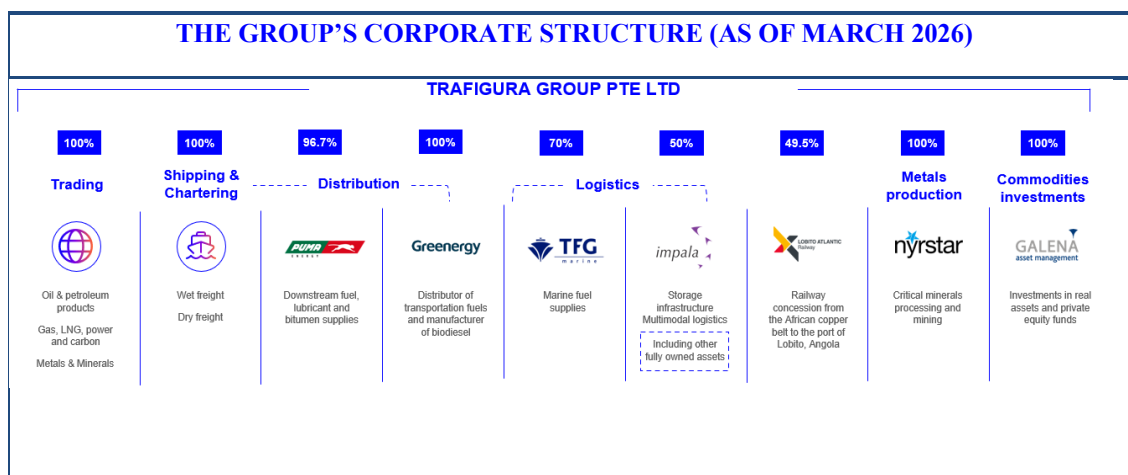 THE GROUP'S CORPORATE STRUCTURE (AS OF MARCH 2026)
TRAFIGURA GROUP PTE LTD
100%
100%
96.7%
100%
70%
50%
49.5%
100%
100%
Trading
Shipping &
Chartering
Distribution
Logistics
Metals
production
Commodities
investments
PUMA
ENERGY
Greenergy
TFG
marine
impala
LOBITO ATLANTIC
Railway
nyrstar
GALENA
asset management
Oil & petroleum
products
Gas, LNG, power
and carbon
Metals & Minerals
Wet freight
Dry freight
Downstream fuel,
lubricant and
bitumen supplies
Distributor of
transportation fuels
and manufacturer
of biodiesel
Marine fuel
supplies
Storage
infrastructure
Multimodal logistics
Including other
fully owned assets
Railway
concession from
the African copper
belt to the port of
Lobito, Angola
Critical minerals
processing and
mining
Investments in real
assets and private
equity funds